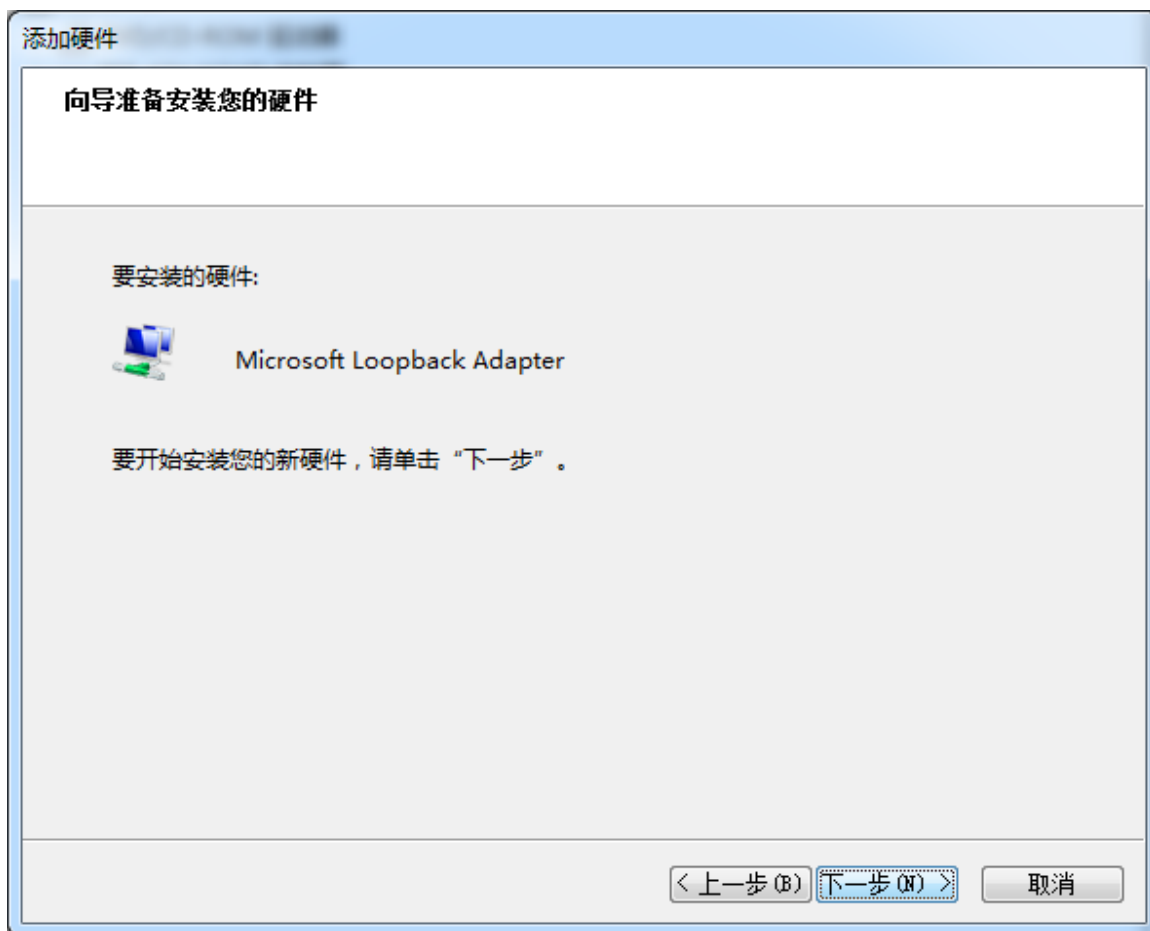 添加硬件
向导准备安装您的硬件
要安装的硬件:
Microsoft Loopback Adapter
要开始安装您的新硬件，请单击“下一步”。
< 上一步(B) 下一步(N) > 取消